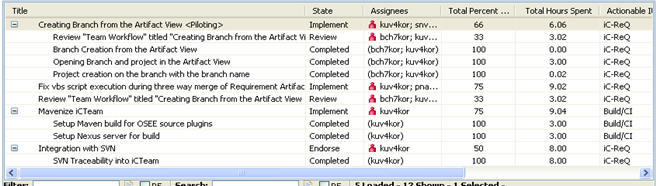 Title State Assignees Total Percent ... Total Hours Spent Actionable It
Creating Branch from the Artifact View <Piloting> Implement kuv4kor; snv... 66 6.06 iC-ReQ
Review "Team Workflow" titled "Creating Branch from the Artifact Vi Review bch7kor; kuv... 33 3.02 iC-ReQ
Branch Creation from the Artifact View Completed (bch7kor; kuv4kor) 100 0.00 iC-ReQ
Opening Branch and project in the Artifact view Completed (bch7kor; kuv4kor) 100 3.02 iC-ReQ
Project creation on the branch with the branch name Completed (bch7kor; kuv4kor) 100 0.02 iC-ReQ
Fix vbs script execution during three way merge of Requirement Artifac Implement kuv4kor; pna... 75 9.02 iC-ReQ
Review "Team Workflow" titled "Creating Branch from the Artifact View Review bch7kor; kuv... 33 3.02 iC-ReQ
Mavenize iCTeam Implement kuv4kor 75 9.04 Build/CI
Setup Maven build for OSEE source plugins Completed (kuv4kor) 100 3.00 Build/CI
Setup Nexus server for build Completed (kuv4kor) 100 3.00 Build/CI
Integration with SVN Endorse kuv4kor 50 8.00 iC-ReQ
SVN Traceability into iCTeam Completed (kuv4kor) 100 8.00 iC-ReQ
Filter: Search: 5 Loaded - 12 Shown - 1 Selected -